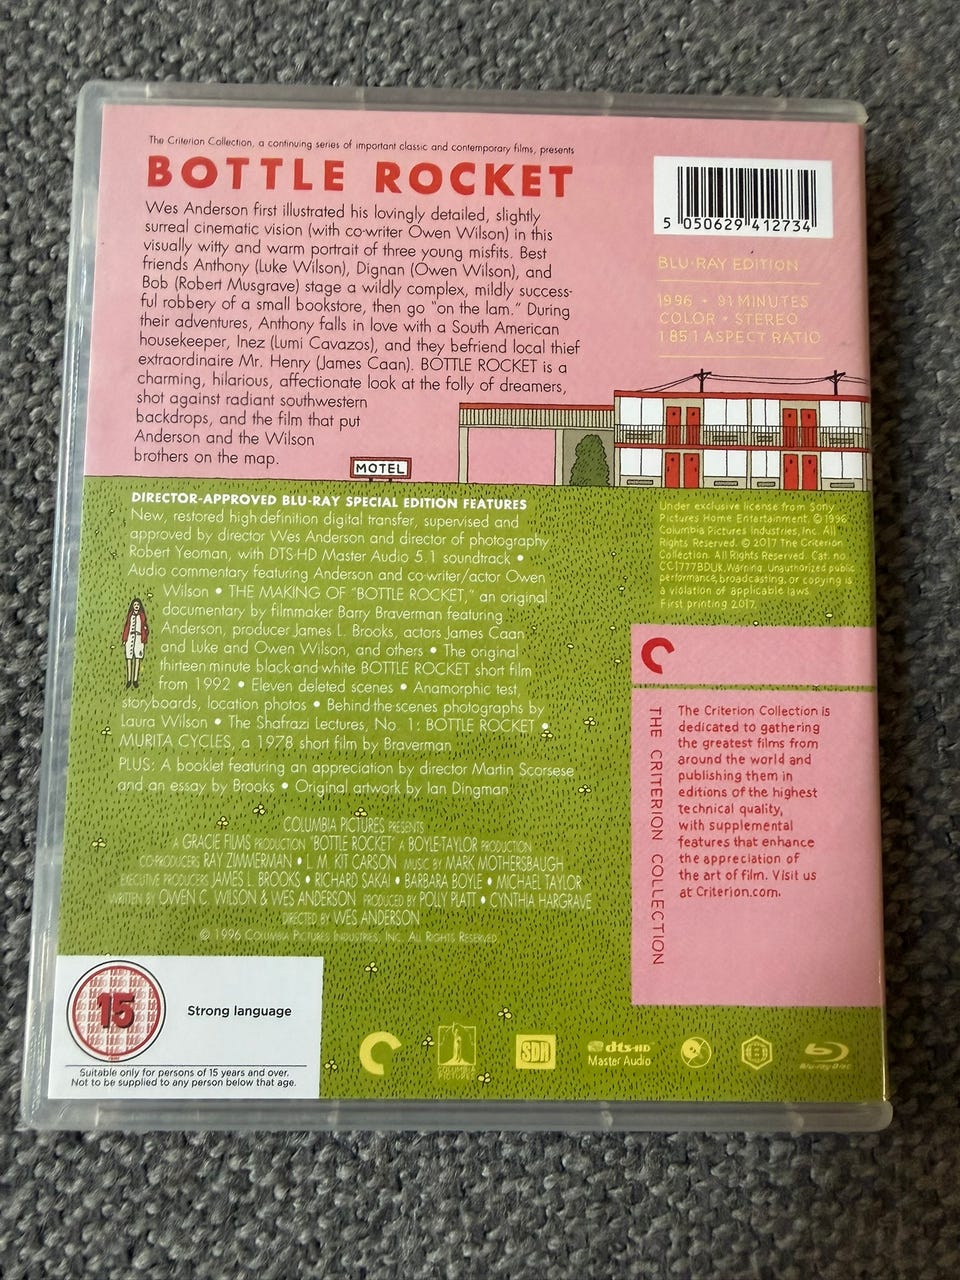 The Criterion Collection, a continuing series of important classic and contemporary films, presents
BOTTLE ROCKET
Wes Anderson first illustrated his lovingly detailed, slightly
surreal cinematic vision (with co-writer Owen Wilson) in this
visually witty and warm portrait of three young misfits. Best
friends Anthony (Luke Wilson), Dignan (Owen Wilson), and
Bob (Robert Musgrave) stage a wildly complex, mildly success-
ful robbery of a small bookstore, then go "on the lam." During
their adventures, Anthony falls in love with a South American
housekeeper, Inez (Lumi Cavazos), and they befriend local thief
extraordinaire Mr. Henry (James Caan). BOTTLE ROCKET is a
charming, hilarious, affectionate look at the folly of dreamers,
shot against radiant southwestern
backdrops, and the film that put
Anderson and the Wilson
brothers on the map.
5 050629 412734
BLU-RAY EDITION
1996 • 91 MINUTES
COLOR • STEREO
1.85:1 ASPECT RATIO
MOTEL
DIRECTOR-APPROVED BLU-RAY SPECIAL EDITION FEATURES
New, restored high-definition digital transfer, supervised and
approved by director Wes Anderson and director of photography
Robert Yeoman, with DTS-HD Master Audio 5.1 soundtrack •
Audio commentary featuring Anderson and co-writer/actor Owen
Wilson • THE MAKING OF "BOTTLE ROCKET," an original
documentary by filmmaker Barry Braverman featuring
Anderson, producer James L. Brooks, actors James Caan
and Luke and Owen Wilson, and others • The original
thirteen-minute black-and-white BOTTLE ROCKET short film
from 1992 • Eleven deleted scenes • Anamorphic test,
storyboards, location photos • Behind-the-scenes photographs by
Laura Wilson • The Shafrazi Lectures, No. 1: BOTTLE ROCKET •
MURITA CYCLES, a 1978 short film by Braverman
PLUS: A booklet featuring an appreciation by director Martin Scorsese
and an essay by Brooks • Original artwork by Ian Dingman
COLUMBIA PICTURES PRESENTS
A GRACIE FILMS PRODUCTION "BOTTLE ROCKET" A BOYLE-TAYLOR PRODUCTION
CO-PRODUCERS RAY ZIMMERMAN • L. M. KIT CARSON MUSIC BY MARK MOTHERSBAUGH
EXECUTIVE PRODUCERS JAMES L. BROOKS • RICHARD SAKAI • BARBARA BOYLE • MICHAEL TAYLOR
WRITTEN BY OWEN C. WILSON & WES ANDERSON PRODUCED BY POLLY PLATT • CYNTHIA HARGRAVE
DIRECTED BY WES ANDERSON
© 1996 COLUMBIA PICTURES INDUSTRIES, INC. ALL RIGHTS RESERVED
Under exclusive license from Sony
Pictures Home Entertainment. © 1996
Columbia Pictures Industries, Inc. All
Rights Reserved. © 2017 The Criterion
Collection. All Rights Reserved. Cat. no.
CC1777BDUK. Warning: Unauthorized public
performance, broadcasting, or copying is
a violation of applicable laws.
First printing 2017.
THE CRITERION COLLECTION
The Criterion Collection is
dedicated to gathering
the greatest films from
around the world and
publishing them in
editions of the highest
technical quality,
with supplemental
features that enhance
the appreciation of
the art of film. Visit us
at Criterion.com.
15
Strong language
Suitable only for persons of 15 years and over.
Not to be supplied to any person below that age.
COLUMBIA
PICTURES
SDR
dts-HD
Master Audio
B
Blu-ray Disc